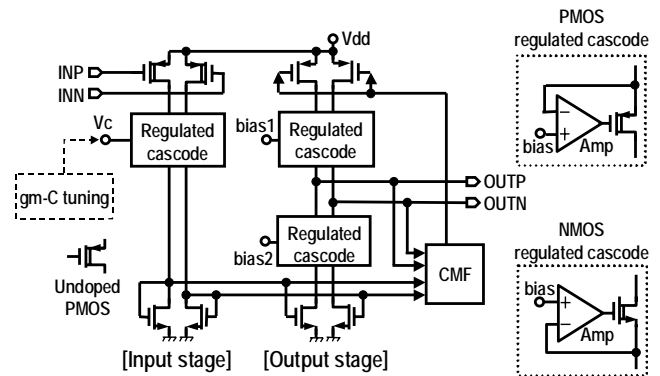 Vdd
PMOS
regulated cascode
INP
INN
Vc
Regulated
cascode
bias1
Regulated
cascode
bias
Amp
gm-C tuning
OUTP
OUTN
NMOS
regulated cascode
bias2
Regulated
cascode
CMF
bias
Amp
Undoped
PMOS
[Input stage]
[Output stage]